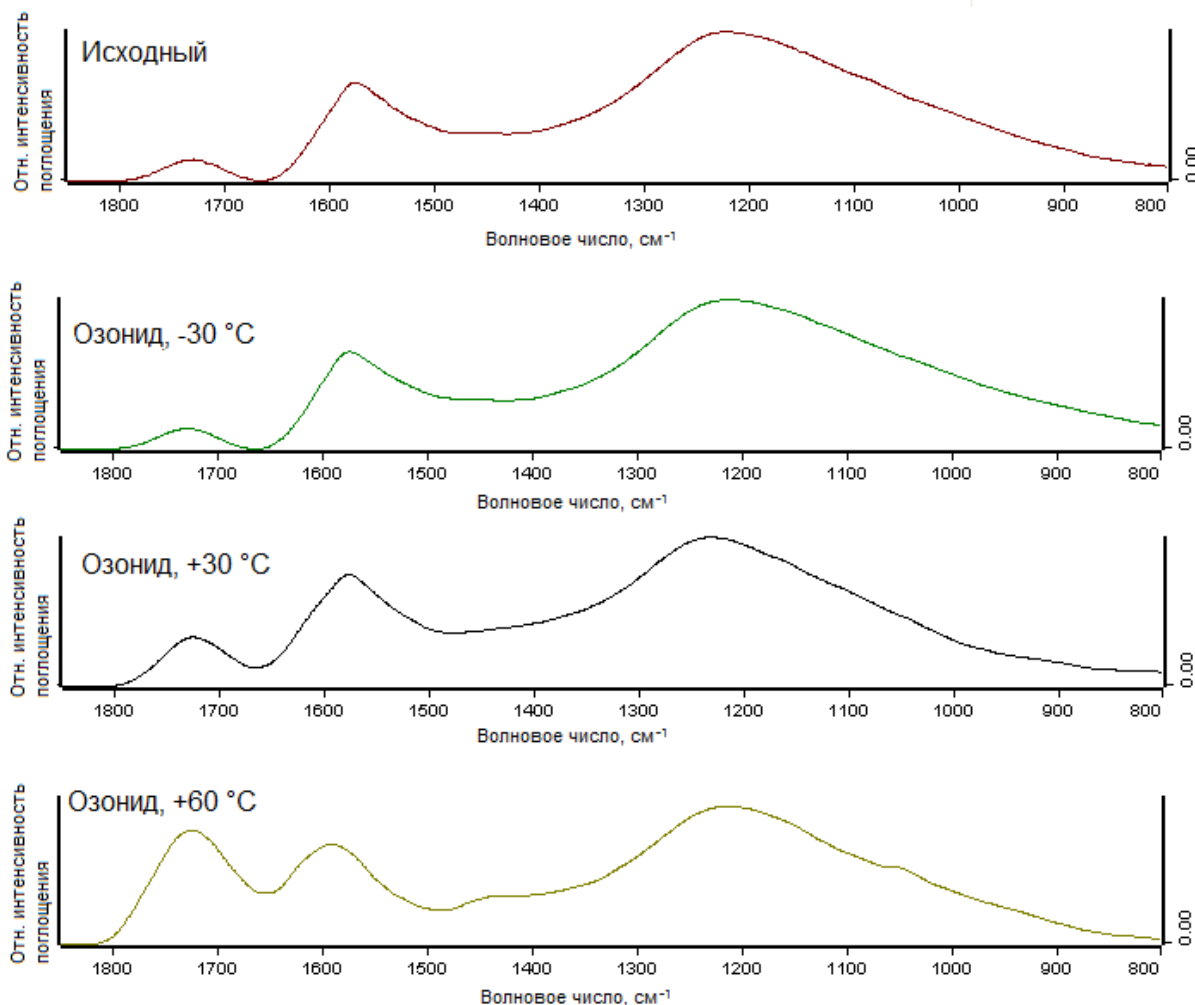 Исходный
Отн. интенсивность
поглощения
0.00
1800 1700 1600 1500 1400 1300 1200 1100 1000 900 800
Волновое число, см⁻¹
Озонид, -30 °C
Отн. интенсивность
поглощения
0.00
1800 1700 1600 1500 1400 1300 1200 1100 1000 900 800
Волновое число, см⁻¹
Озонид, +30 °C
Отн. интенсивность
поглощения
0.00
1800 1700 1600 1500 1400 1300 1200 1100 1000 900 800
Волновое число, см⁻¹
Озонид, +60 °C
Отн. интенсивность
поглощения
0.00
1800 1700 1600 1500 1400 1300 1200 1100 1000 900 800
Волновое число, см⁻¹